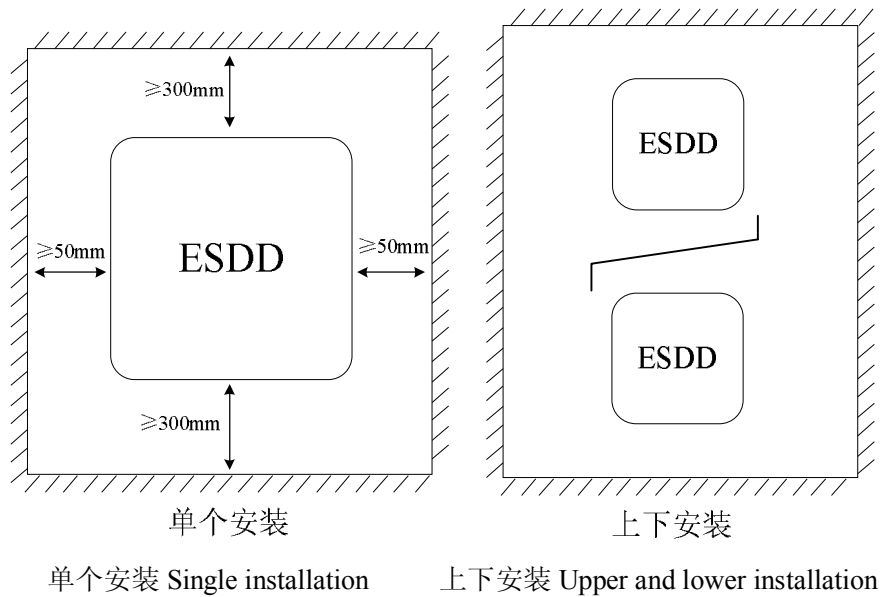 ≥300mm
≥50mm
ESDD
≥50mm
≥300mm
单个安装
ESDD
ESDD
上下安装
单个安装 Single installation
上下安装 Upper and lower installation